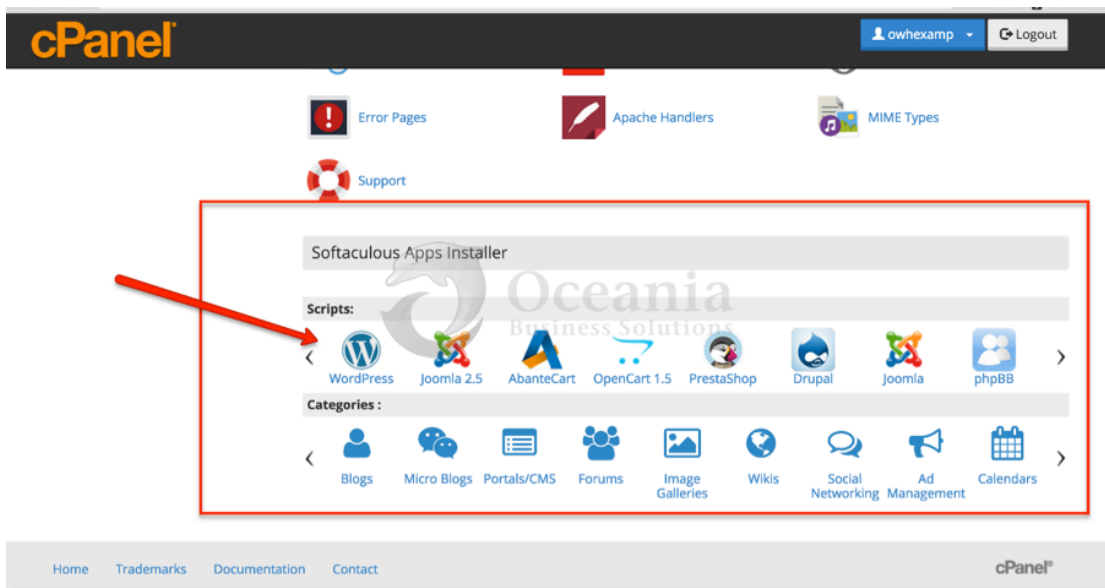 cPanel
owhexamp
Logout
Error Pages
Apache Handlers
MIME Types
Support
Softaculous Apps Installer
Oceania
Business Solutions
Scripts:
WordPress
Joomla 2.5
AbanteCart
OpenCart 1.5
PrestaShop
Drupal
Joomla
phpBB
Categories :
Blogs
Micro Blogs
Portals/CMS
Forums
Image
Galleries
Wikis
Social
Networking
Ad
Management
Calendars
Home
Trademarks
Documentation
Contact
cPanel®